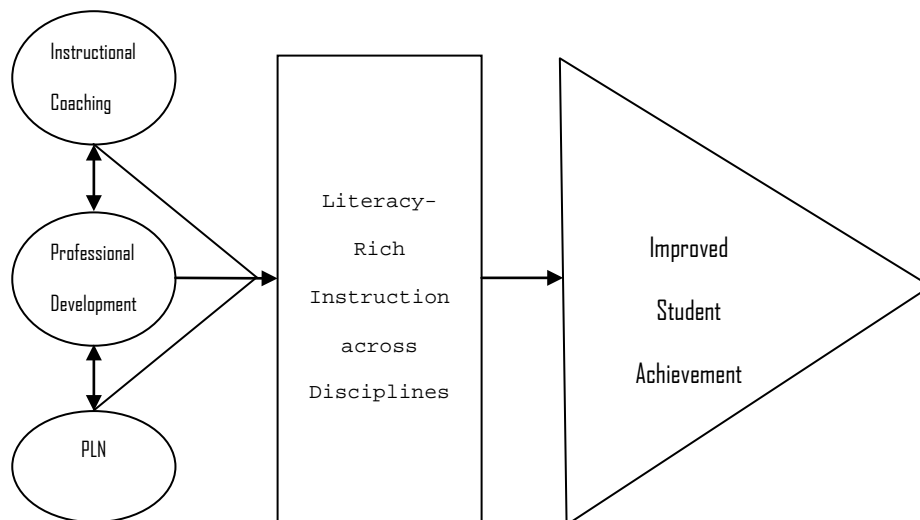 Instructional
Coaching
Professional
Development
PLN
Literacy-
Rich
Instruction
across
Disciplines
Improved
Student
Achievement